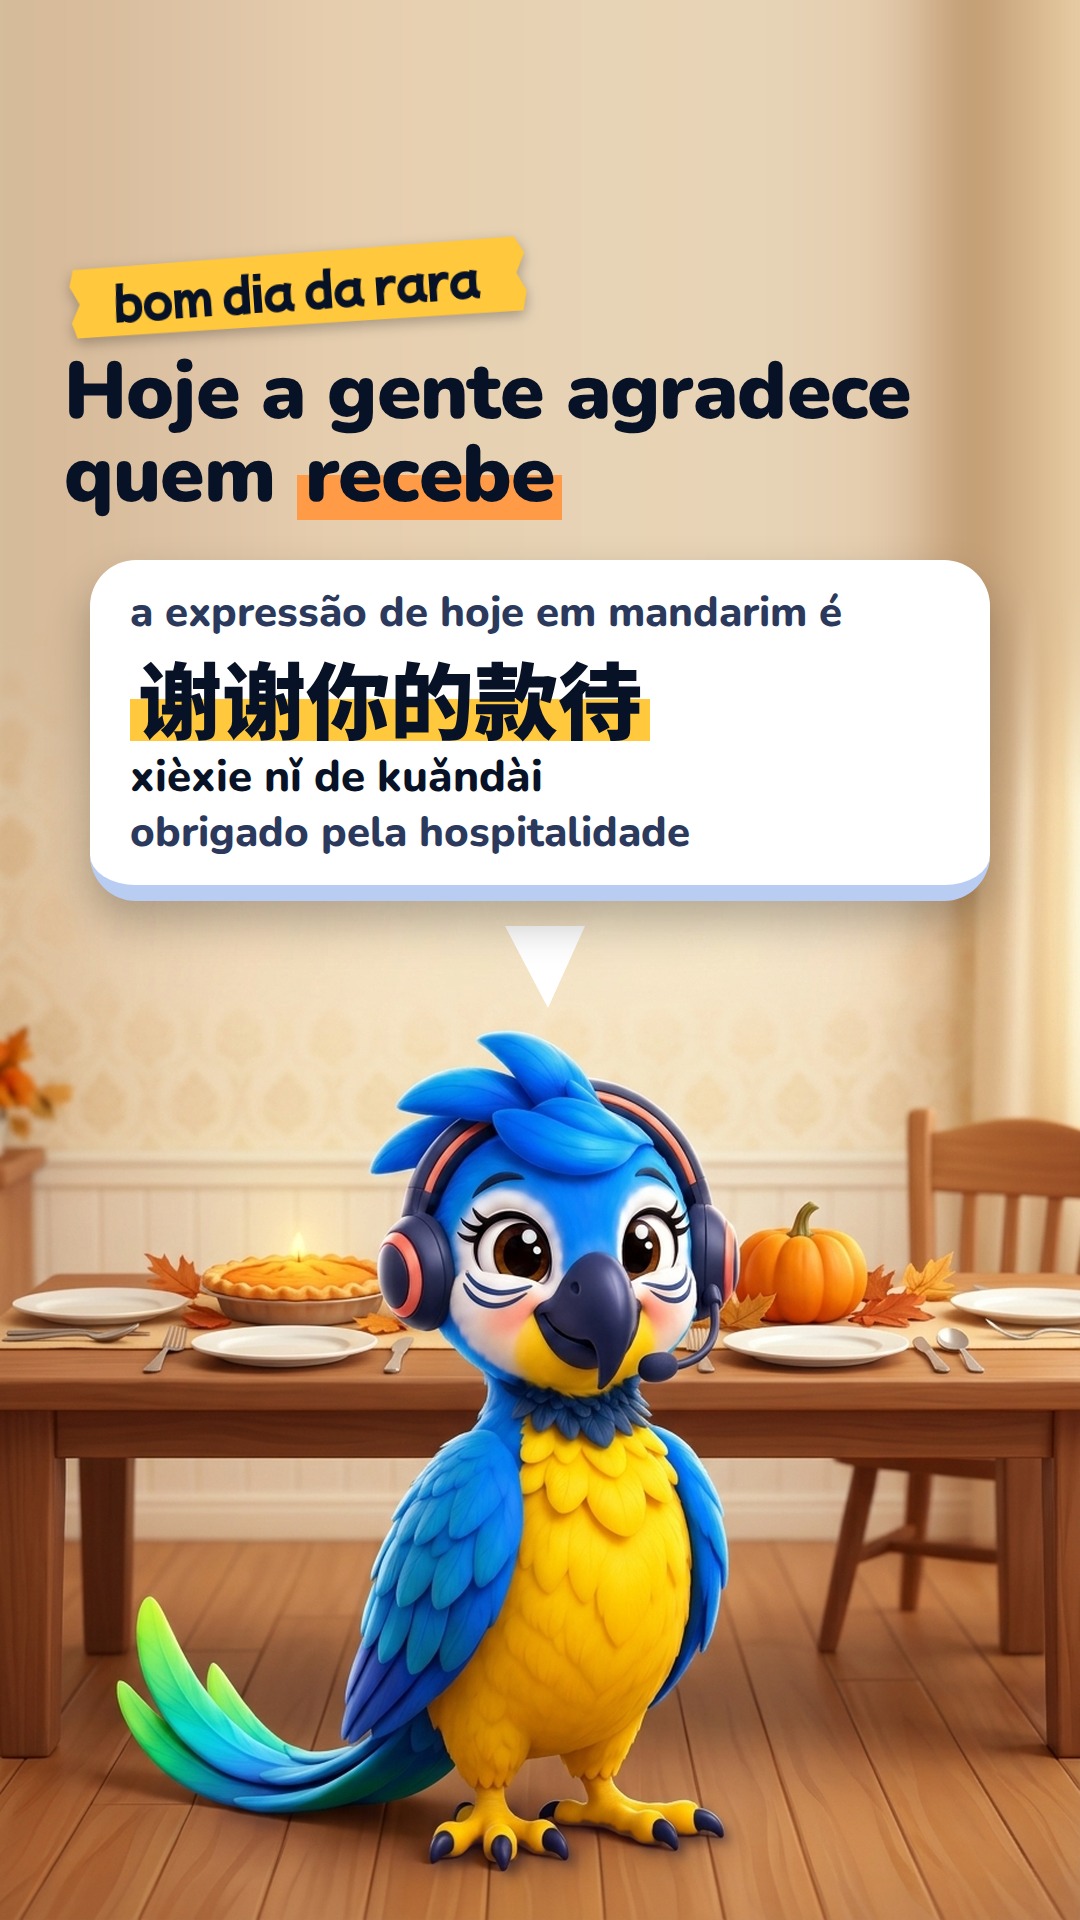 bom dia da rara
Hoje a gente agradece
quem recebe
a expressão de hoje em mandarim é
谢谢你的款待
xièxie nǐ de kuǎndài
obrigado pela hospitalidade